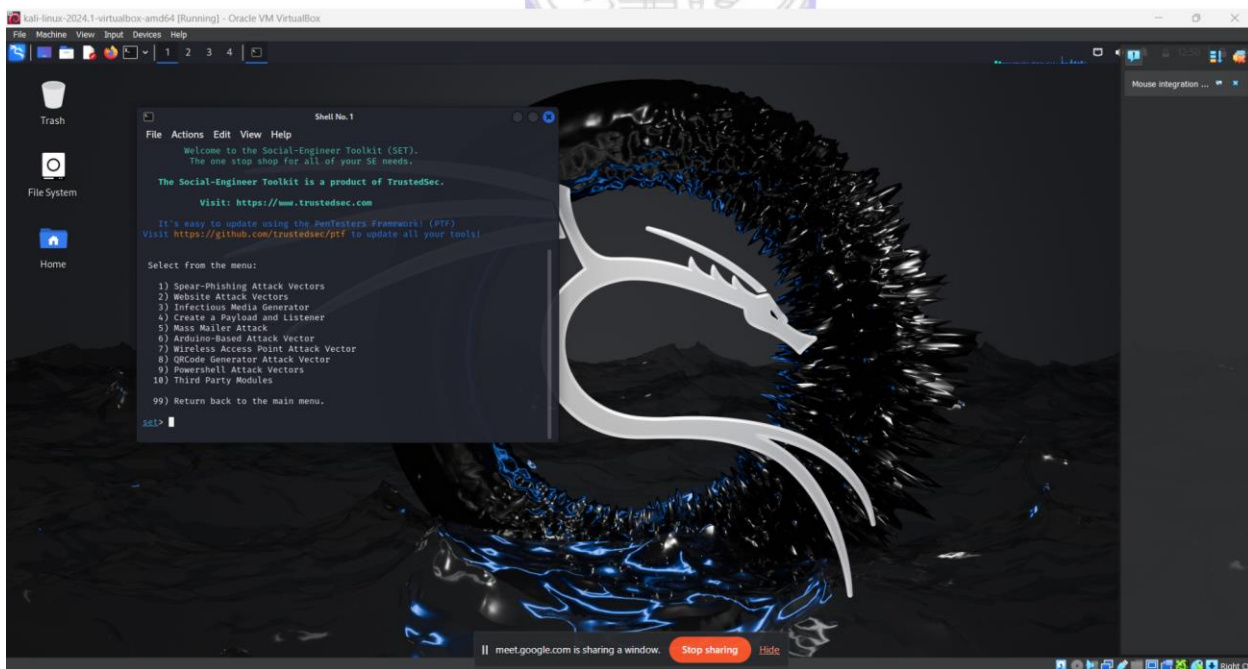 kali-linux-2024.1-virtualbox-amd64 [Running] - Oracle VM VirtualBox
File Machine View Input Devices Help
1 2 3 4
12:50
Mouse integration ...
Trash
File System
Home
Shell No. 1
File Actions Edit View Help
Welcome to the Social-Engineer Toolkit (SET).
The one stop shop for all of your SE needs.
The Social-Engineer Toolkit is a product of TrustedSec.
Visit: https://www.trustedsec.com
It's easy to update using the PenTesters Framework! (PTF)
Visit https://github.com/trustedsec/ptf to update all your tools!
Select from the menu:
1) Spear-Phishing Attack Vectors
2) Website Attack Vectors
3) Infectious Media Generator
4) Create a Payload and Listener
5) Mass Mailer Attack
6) Arduino-Based Attack Vector
7) Wireless Access Point Attack Vector
8) QRCode Generator Attack Vector
9) Powershell Attack Vectors
10) Third Party Modules
99) Return back to the main menu.
set>
meet.google.com is sharing a window. Stop sharing Hide
Right